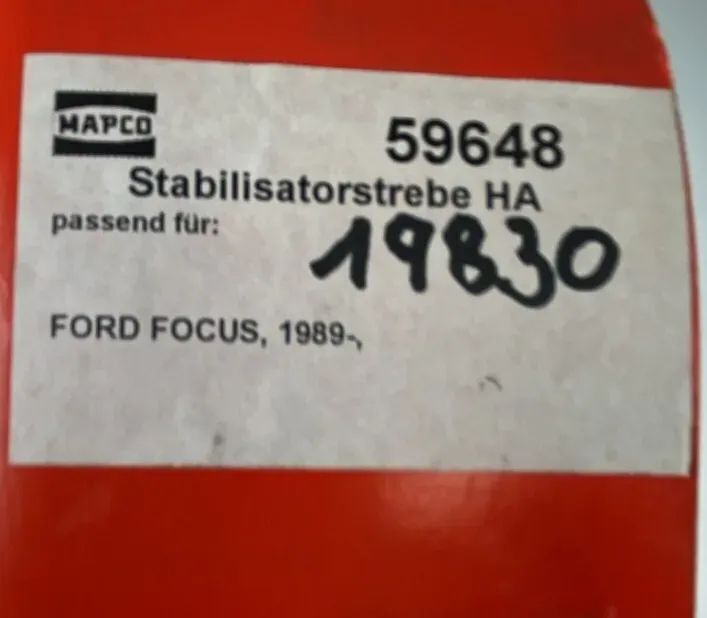 MAPCO
59648
Stabilisatorstrebe HA
passend für:
19830
FORD FOCUS, 1989-,